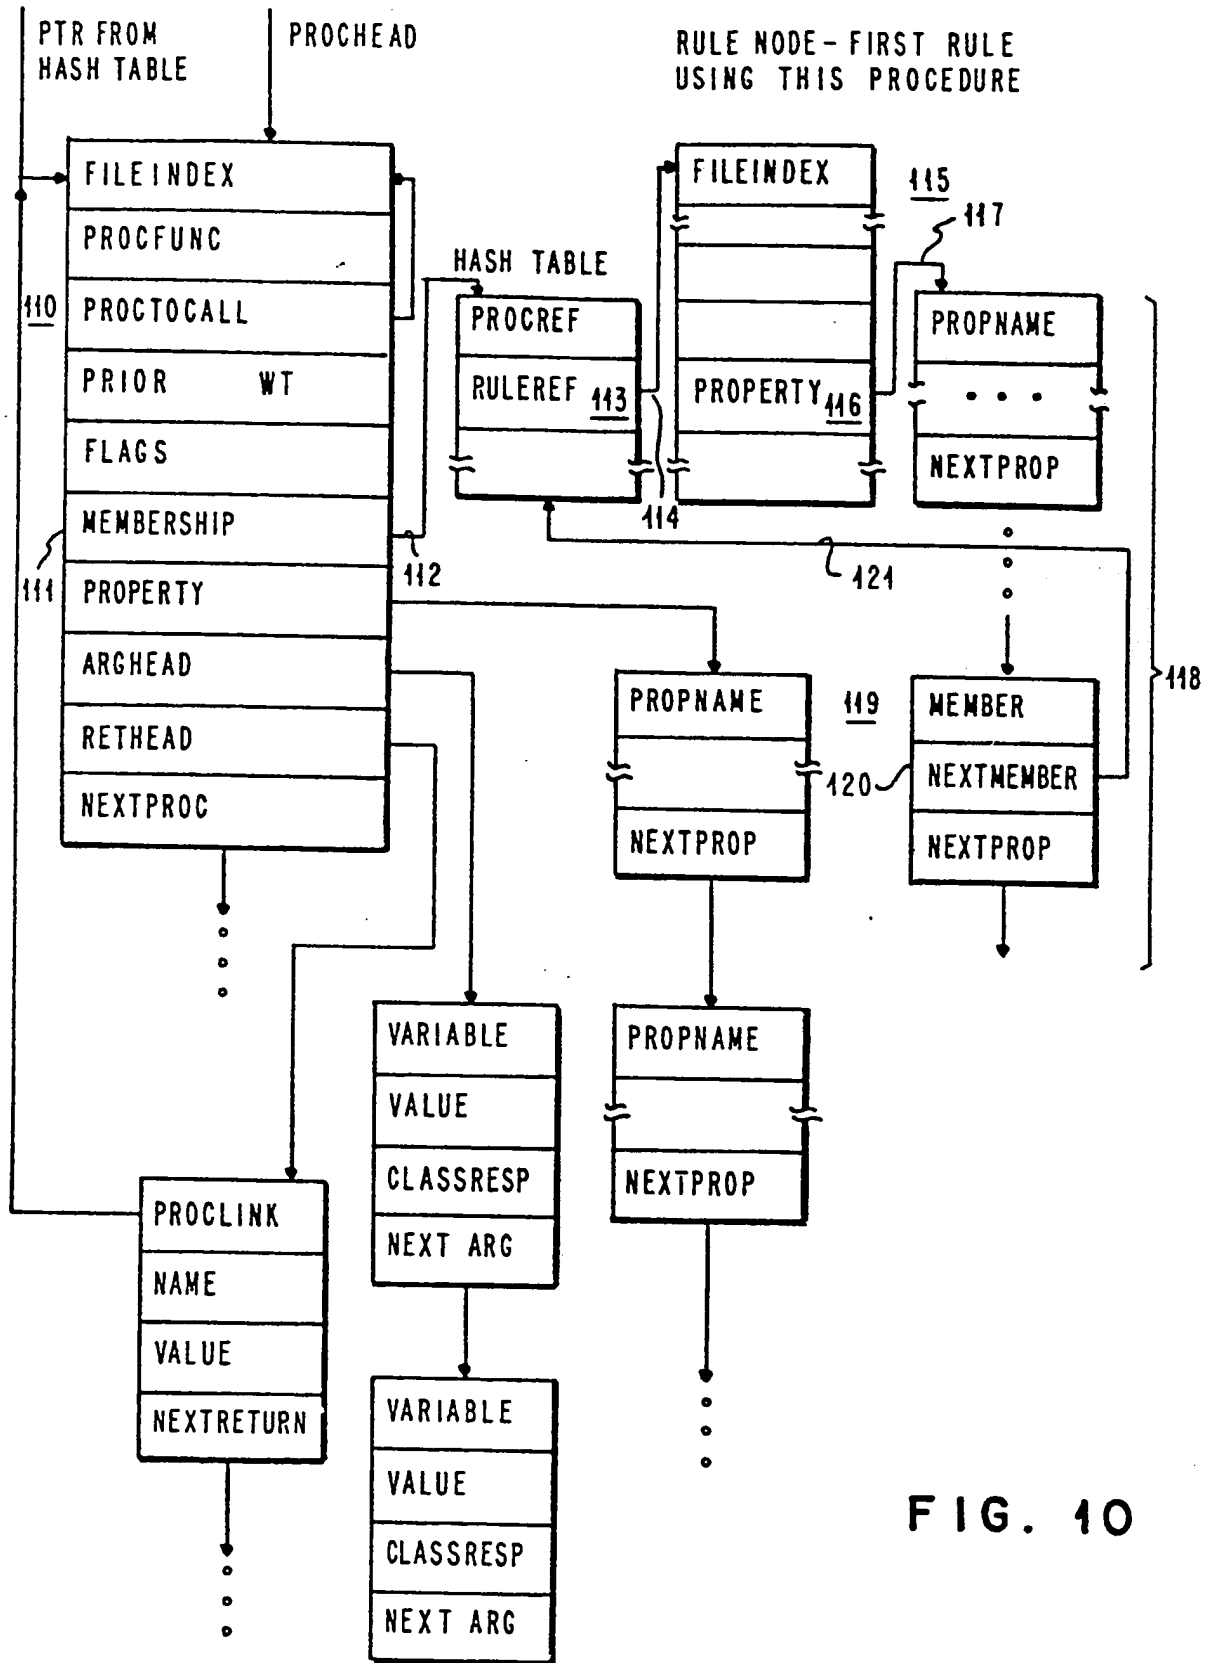 PTR FROM
HASH TABLE
PROCHEAD
RULE NODE - FIRST RULE
USING THIS PROCEDURE
FILEINDEX
PROCFUNC
110
PROCTOCALL
PRIOR WT
FLAGS
MEMBERSHIP
111
112
PROPERTY
ARGHEAD
RETHEAD
NEXTPROC
HASH TABLE
PROCREF
RULEREF 113
114
FILEINDEX
PROPERTY 116
115
117
PROPNAME
• • •
NEXTPROP
121
118
PROPNAME
NEXTPROP
119
MEMBER
120
NEXTMEMBER
NEXTPROP
PROPNAME
NEXTPROP
VARIABLE
VALUE
CLASSRESP
NEXT ARG
PROCLINK
NAME
VALUE
NEXTRETURN
VARIABLE
VALUE
CLASSRESP
NEXT ARG
FIG. 10